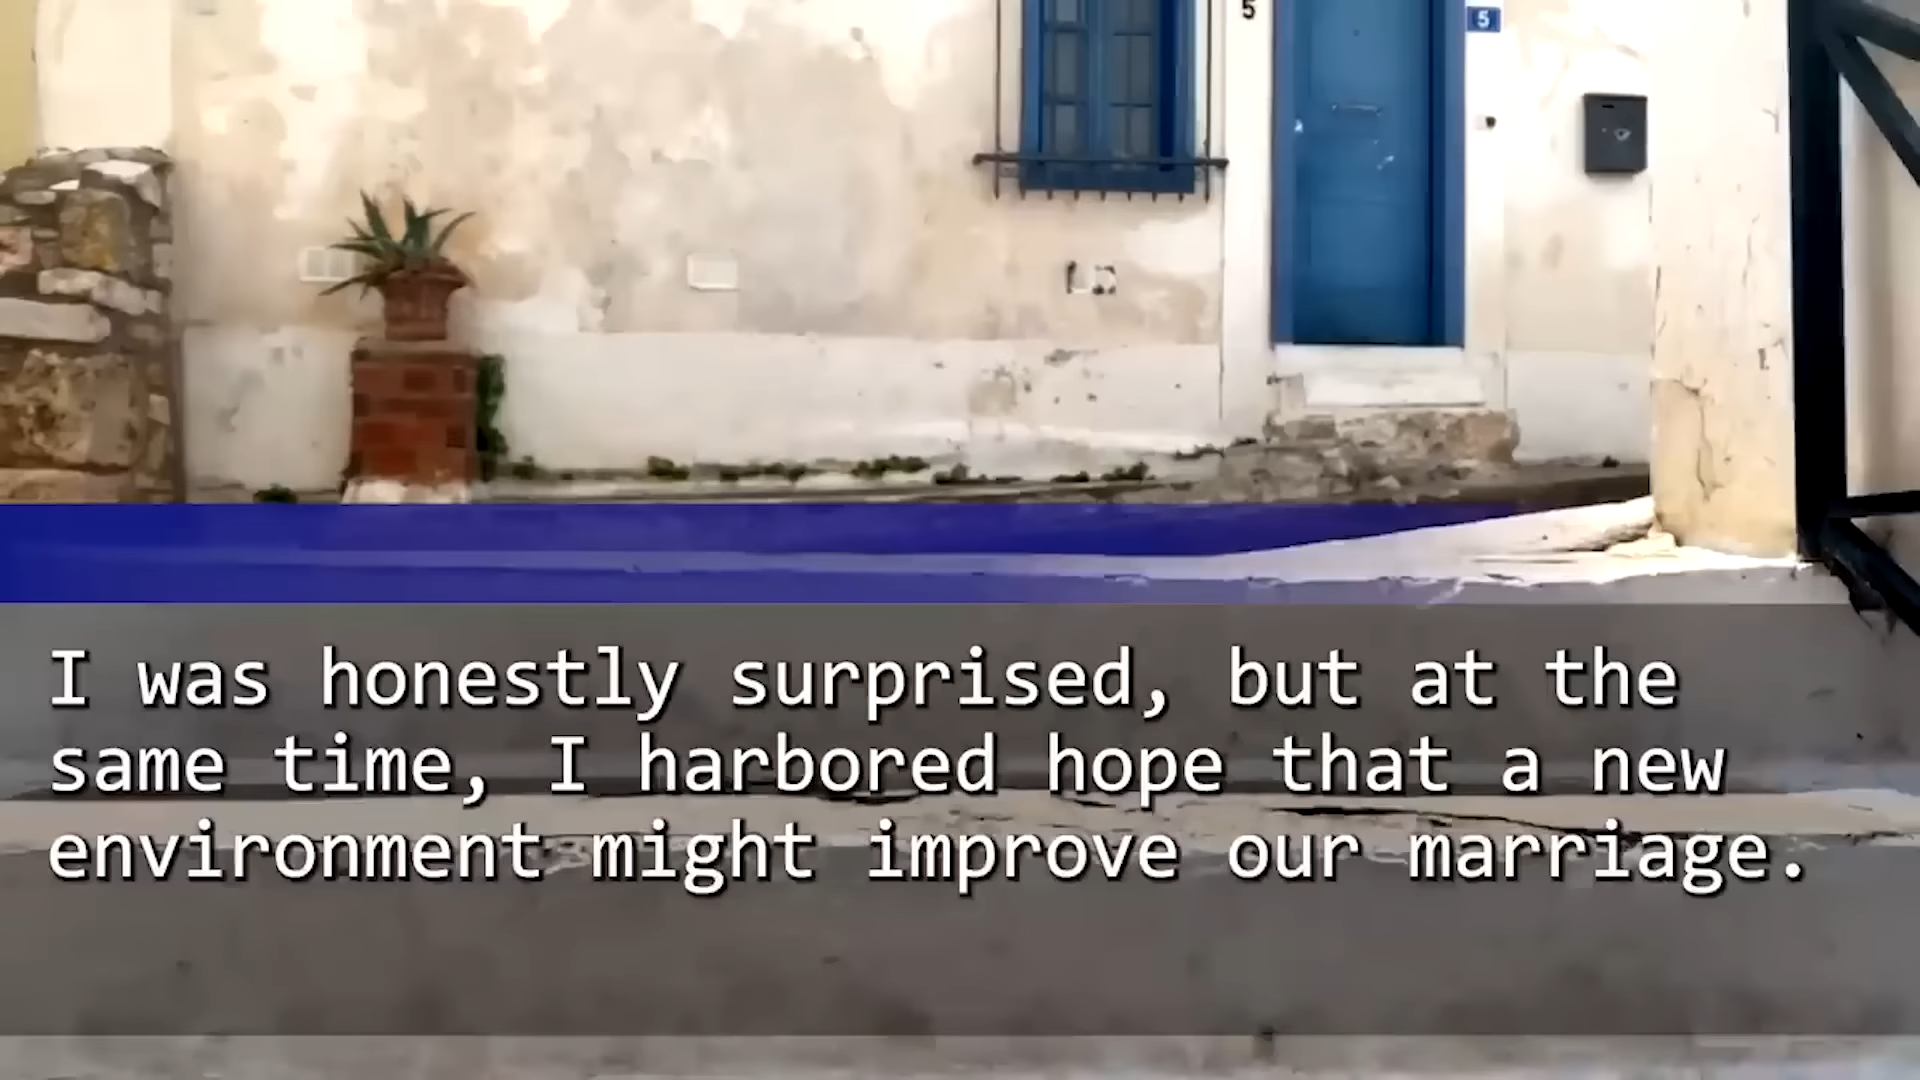 5
5
I was honestly surprised, but at the
same time, I harbored hope that a new
environment might improve our marriage.